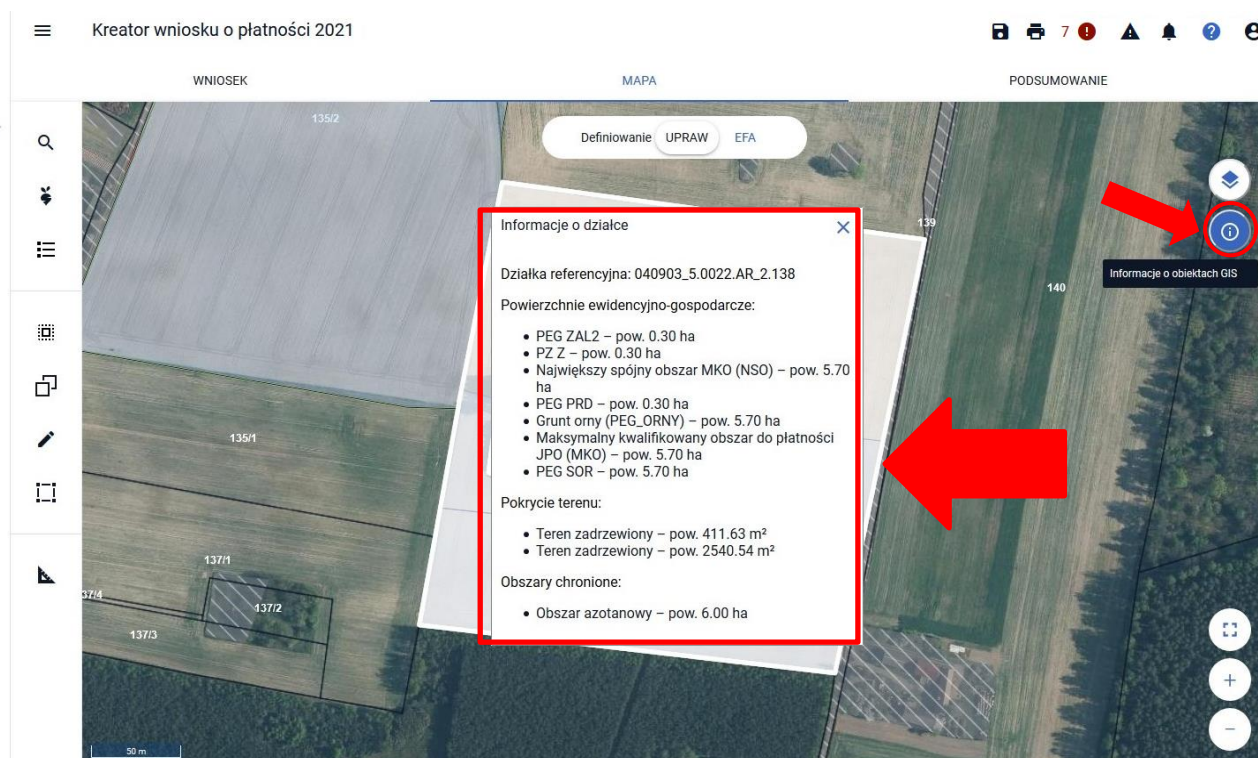 Kreator wniosku o płatności 2021
7
WNIOSEK
MAPA
PODSUMOWANIE
135/2
Definiowanie UPRAW EFA
139
Informacje o działce
Działka referencyjna: 040903_5.0022.AR_2.138
Informacje o obiektach GIS
140
Powierzchnie ewidencyjno-gospodarcze:
• PEG ZAL2 – pow. 0.30 ha
• PZ Z – pow. 0.30 ha
• Największy spójny obszar MKO (NSO) – pow. 5.70
ha
• PEG PRD – pow. 0.30 ha
• Grunt orny (PEG_ORNY) – pow. 5.70 ha
• Maksymalny kwalifikowany obszar do płatności
JPO (MKO) – pow. 5.70 ha
• PEG SOR – pow. 5.70 ha
135/1
Pokrycie terenu:
• Teren zadrzewiony – pow. 411.63 m²
• Teren zadrzewiony – pow. 2540.54 m²
Obszary chronione:
• Obszar azotanowy – pow. 6.00 ha
137/1
37/4
137/2
137/3
50 m